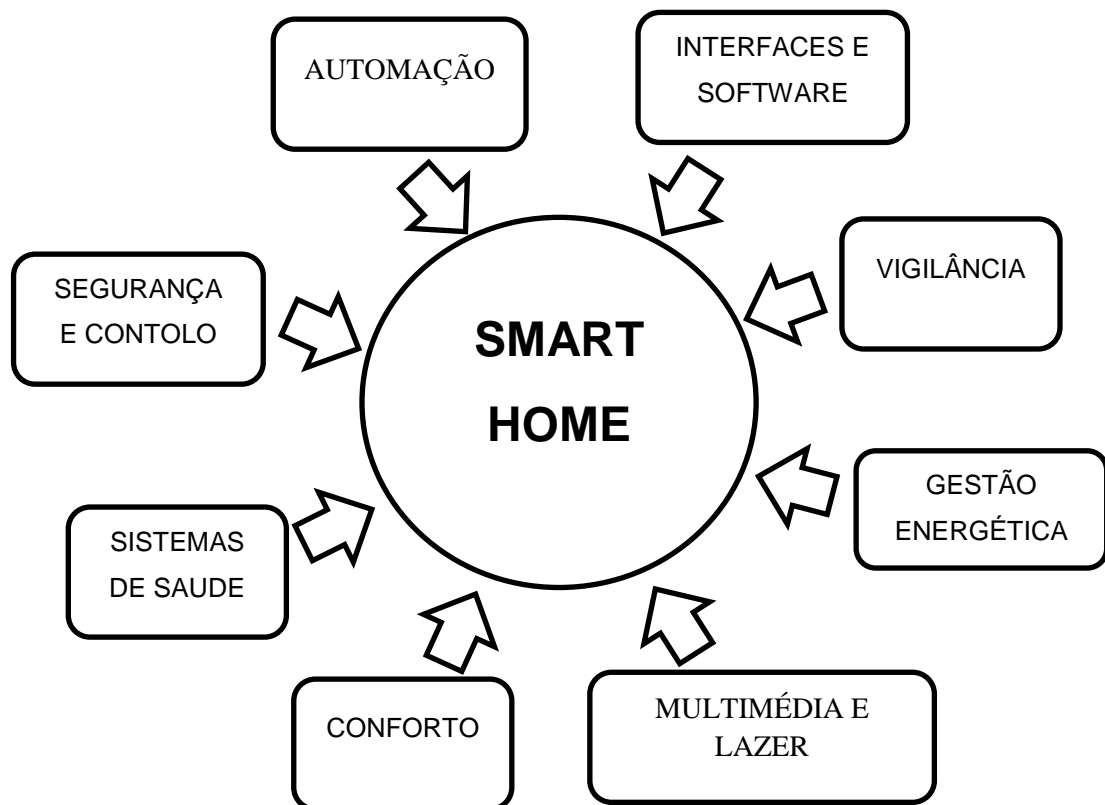 AUTOMAÇÃO
INTERFACES E
SOFTWARE
SEGURANÇA
E CONTOLO
VIGILÂNCIA
SMART
HOME
SISTEMAS
DE SAUDE
GESTÃO
ENERGÉTICA
CONFORTO
MULTIMÉDIA E
LAZER